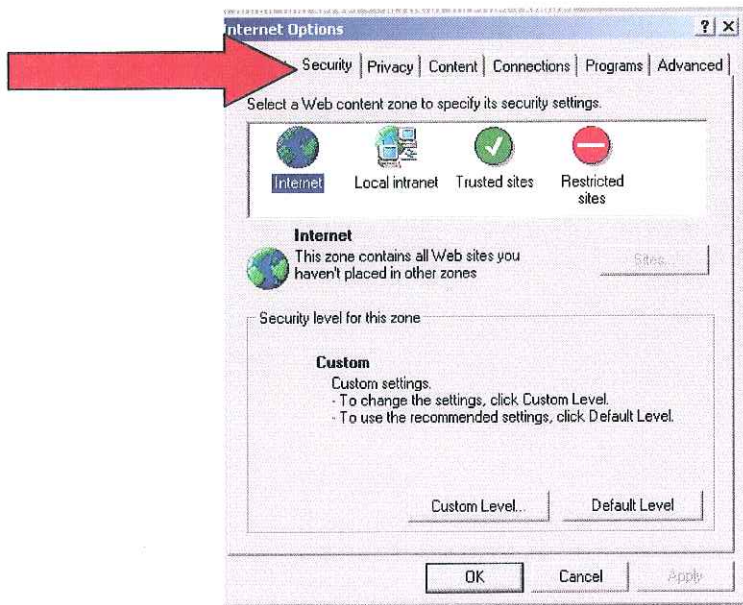 Internet Options
Security Privacy Content Connections Programs Advanced
Select a Web content zone to specify its security settings.
Internet Local intranet Trusted sites Restricted sites
Internet
This zone contains all Web sites you
haven't placed in other zones
Sites...
Security level for this zone
Custom
Custom settings.
- To change the settings, click Custom Level.
- To use the recommended settings, click Default Level.
Custom Level... Default Level
OK Cancel Apply